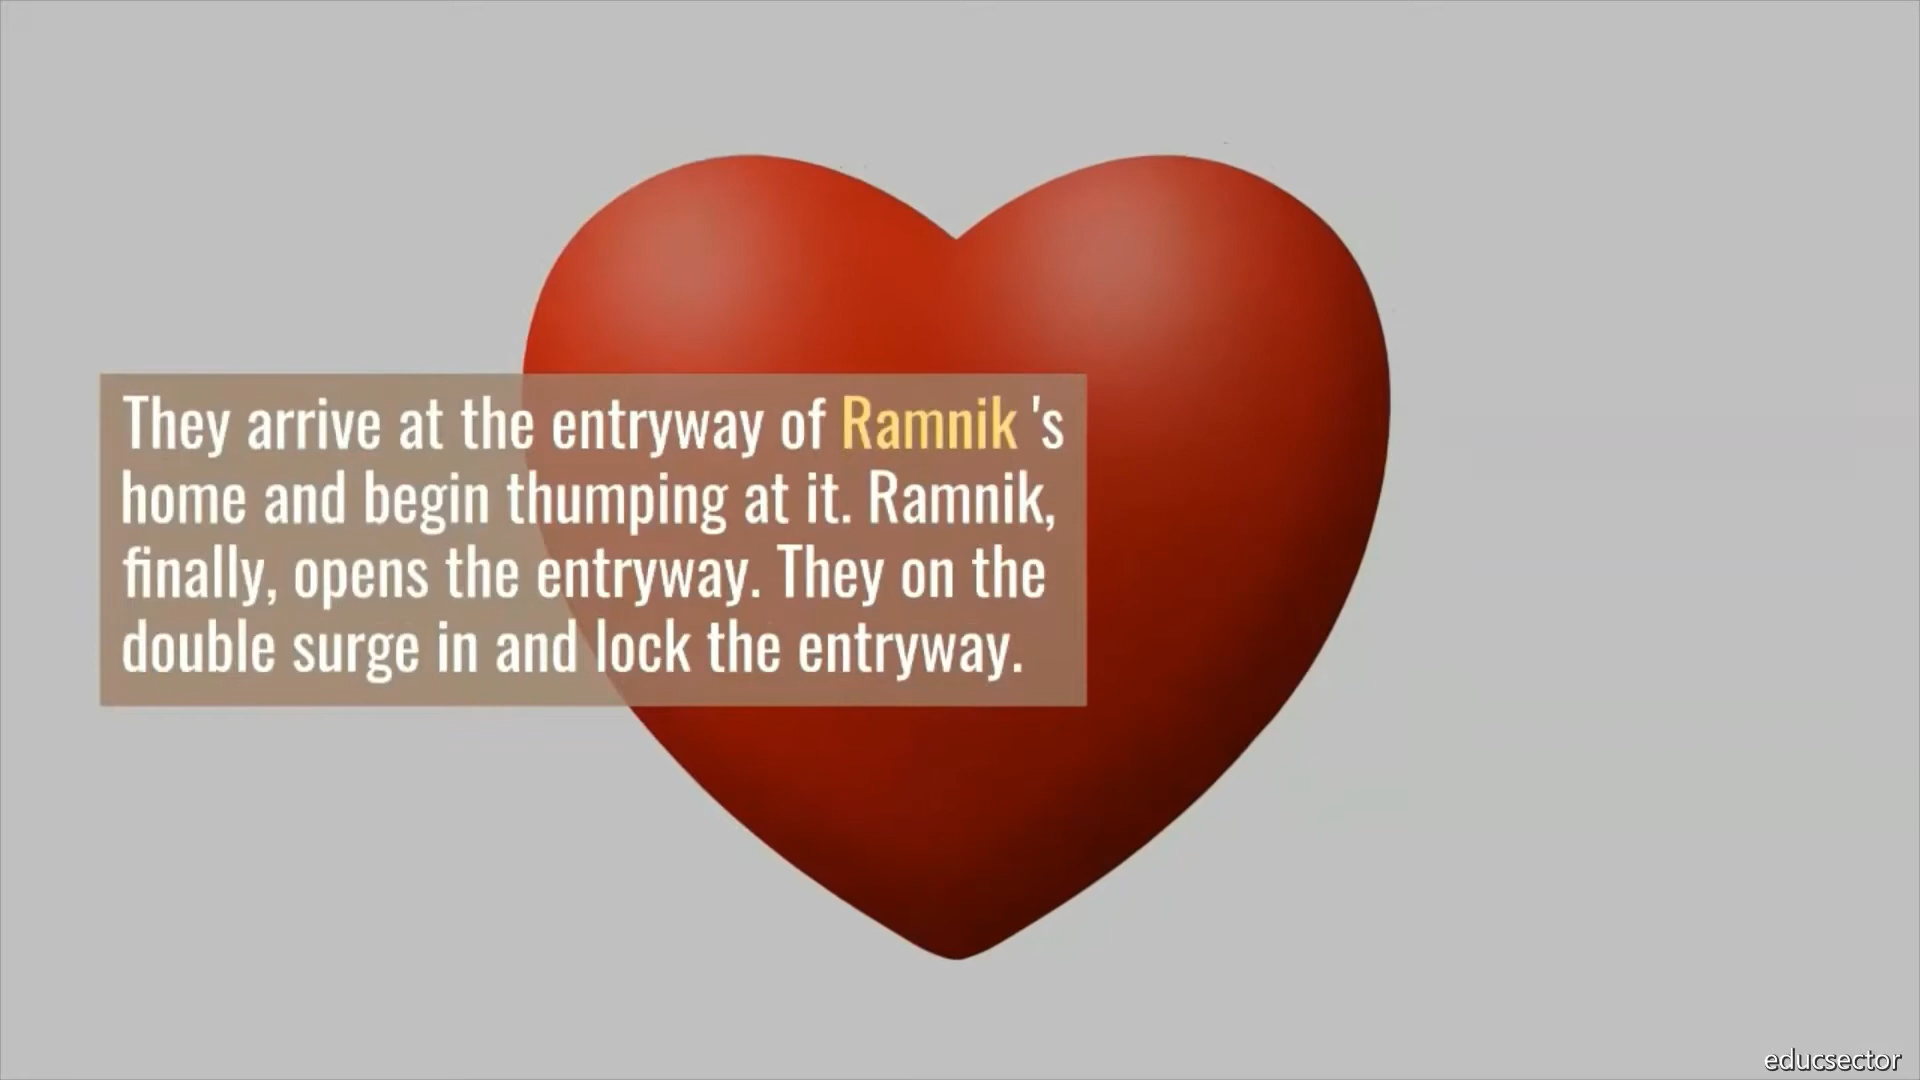 They arrive at the entryway of Ramnik 's
home and begin thumping at it. Ramnik,
finally, opens the entryway. They on the
double surge in and lock the entryway.
educsector